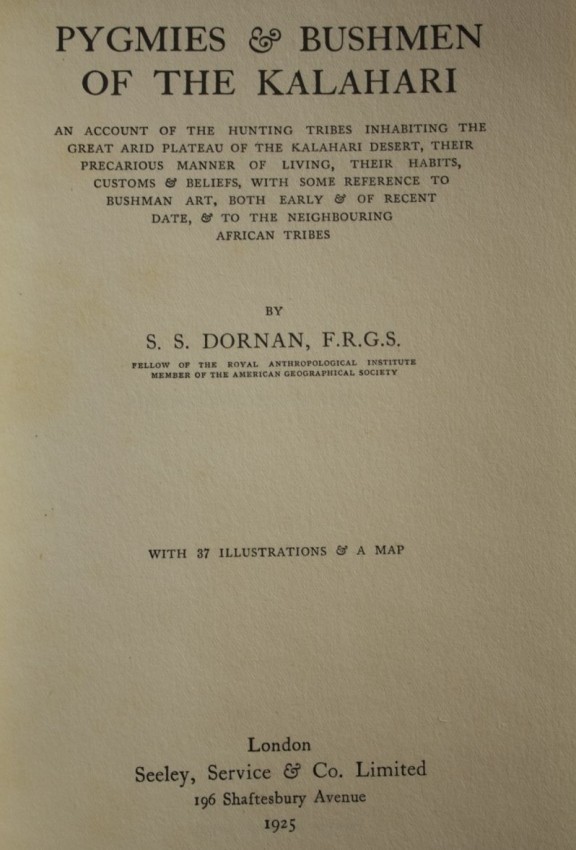 PYGMIES & BUSHMEN
OF THE KALAHARI
AN ACCOUNT OF THE HUNTING TRIBES INHABITING THE
GREAT ARID PLATEAU OF THE KALAHARI DESERT, THEIR
PRECARIOUS MANNER OF LIVING, THEIR HABITS,
CUSTOMS & BELIEFS, WITH SOME REFERENCE TO
BUSHMAN ART, BOTH EARLY & OF RECENT
DATE, & TO THE NEIGHBOURING
AFRICAN TRIBES
BY
S. S. DORNAN, F.R.G.S.
FELLOW OF THE ROYAL ANTHROPOLOGICAL INSTITUTE
MEMBER OF THE AMERICAN GEOGRAPHICAL SOCIETY
WITH 37 ILLUSTRATIONS & A MAP
London
Seeley, Service & Co. Limited
196 Shaftesbury Avenue
1925